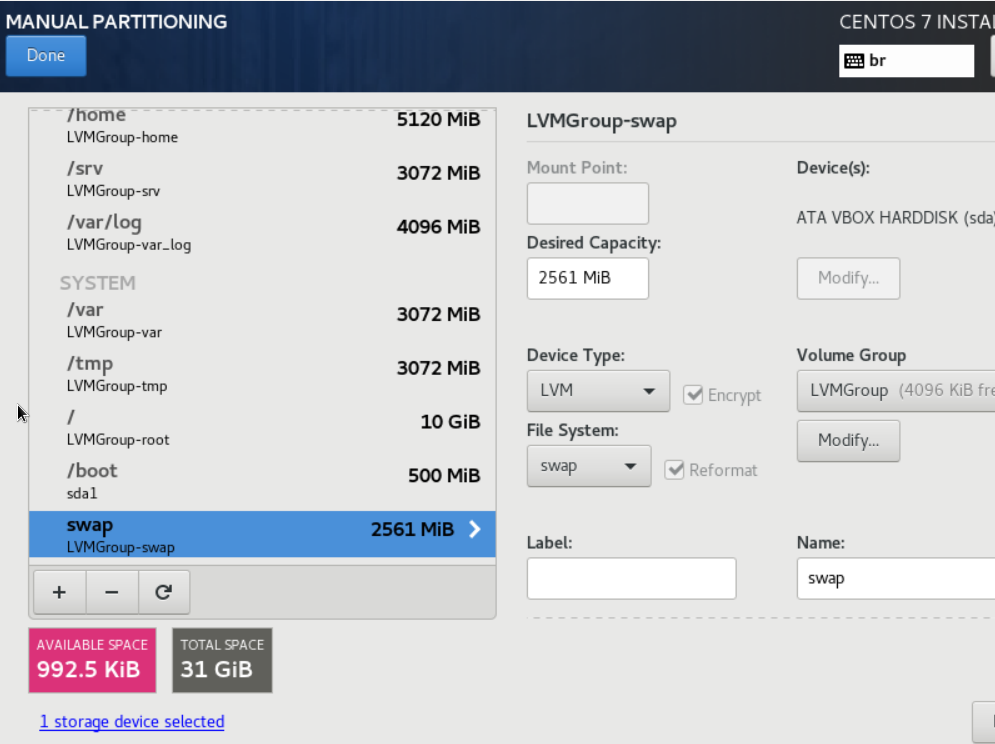 MANUAL PARTITIONING
CENTOS 7 INSTAL
Done
br
/home
LVMGroup-home
5120 MiB
/srv
LVMGroup-srv
3072 MiB
/var/log
LVMGroup-var_log
4096 MiB
SYSTEM
/var
LVMGroup-var
3072 MiB
/tmp
LVMGroup-tmp
3072 MiB
/
LVMGroup-root
10 GiB
/boot
sda1
500 MiB
swap
LVMGroup-swap
2561 MiB
+ −
AVAILABLE SPACE
992.5 KiB
TOTAL SPACE
31 GiB
1 storage device selected
LVMGroup-swap
Mount Point:
Device(s):
ATA VBOX HARDDISK (sda)
Desired Capacity:
2561 MiB
Modify...
Device Type:
Volume Group
LVM
Encrypt
LVMGroup (4096 KiB fre
File System:
Modify...
swap
Reformat
Label:
Name:
swap